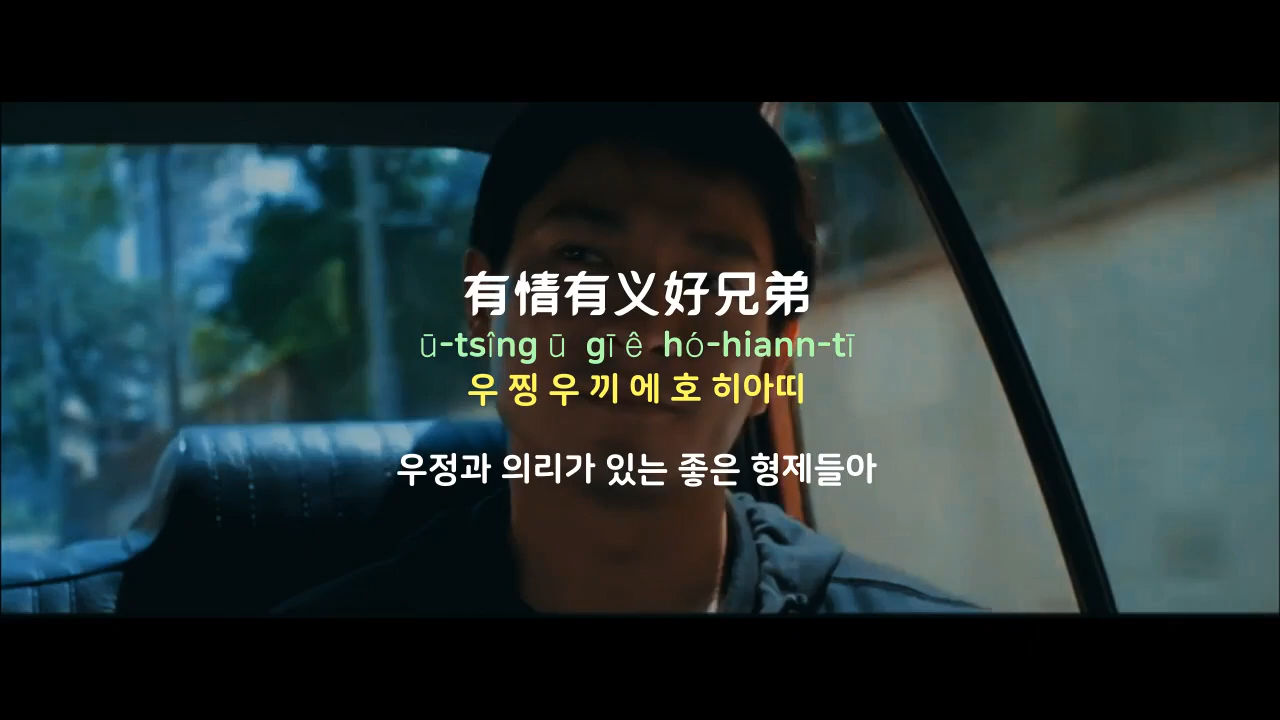 有情有义好兄弟
ū-tsîng ū gī ê hó-hiann-tī
우 찡 우 끼 에 호 히아띠
우정과 의리가 있는 좋은 형제들아